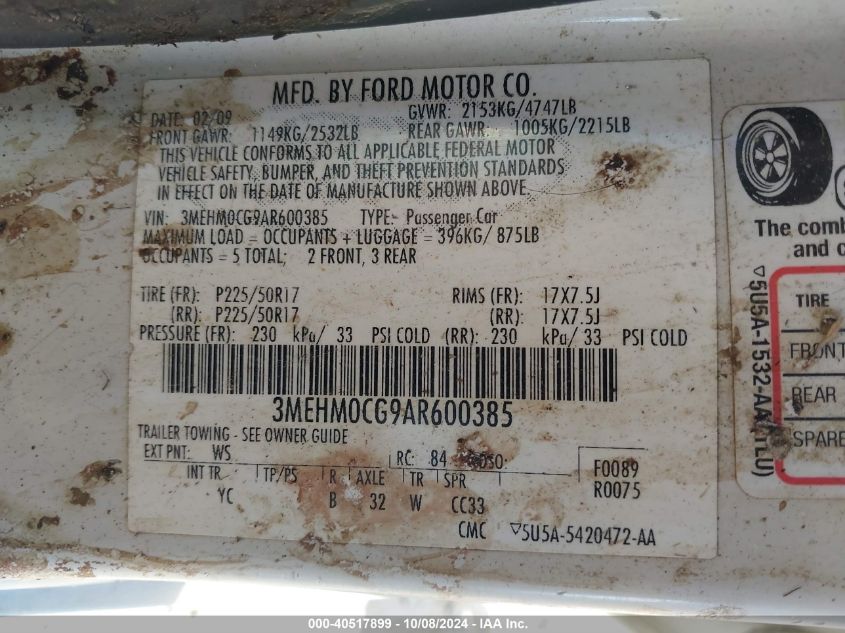 MFD. BY FORD MOTOR CO.
DATE: 02/09 GVWR: 2153KG/4747LB
FRONT GAWR: 1149KG/2532LB REAR GAWR: 1005KG/2215LB
THIS VEHICLE CONFORMS TO ALL APPLICABLE FEDERAL MOTOR
VEHICLE SAFETY, BUMPER, AND THEFT PREVENTION STANDARDS
IN EFFECT ON THE DATE OF MANUFACTURE SHOWN ABOVE.
VIN: 3MEHM0CG9AR600385 TYPE: Passenger Car
MAXIMUM LOAD = OCCUPANTS + LUGGAGE = 396KG/ 875LB
OCCUPANTS = 5 TOTAL; 2 FRONT, 3 REAR
TIRE (FR): P225/50R17 RIMS (FR): 17X7.5J
(RR): P225/50R17 (RR): 17X7.5J
PRESSURE (FR): 230 kPa/ 33 PSI COLD (RR): 230 kPa/ 33 PSI COLD
3MEHM0CG9AR600385
TRAILER TOWING - SEE OWNER GUIDE
EXT PNT: WS RC: 84 DSO: F0089
INT TR TP/PS R AXLE TR SPR R0075
YC B 32 W CC33
CMC ▽5U5A-5420472-AA
The comb
and c
TIRE
FRONT
REAR
SPARE
▽5U5A-1532-AA (TLU)
000-40517899 - 10/08/2024 - IAA Inc.